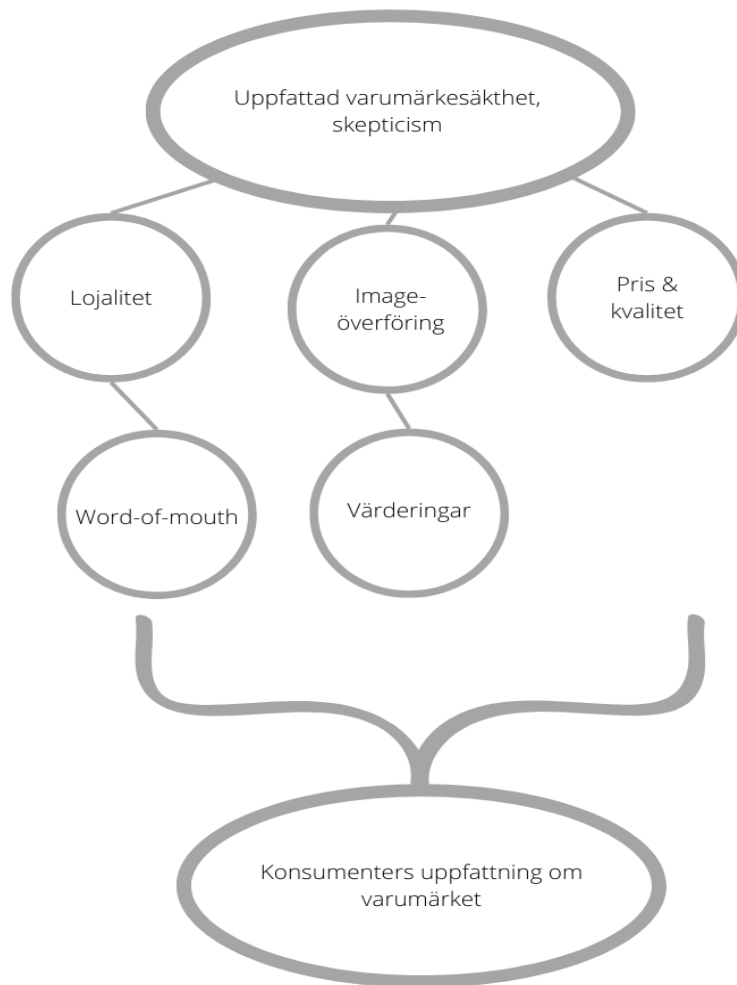 Uppfattad varumärkesäkthet,
skepticism
Lojalitet
Image-
överföring
Pris &
kvalitet
Word-of-mouth
Värderingar
Konsumenters uppfattning om
varumärket